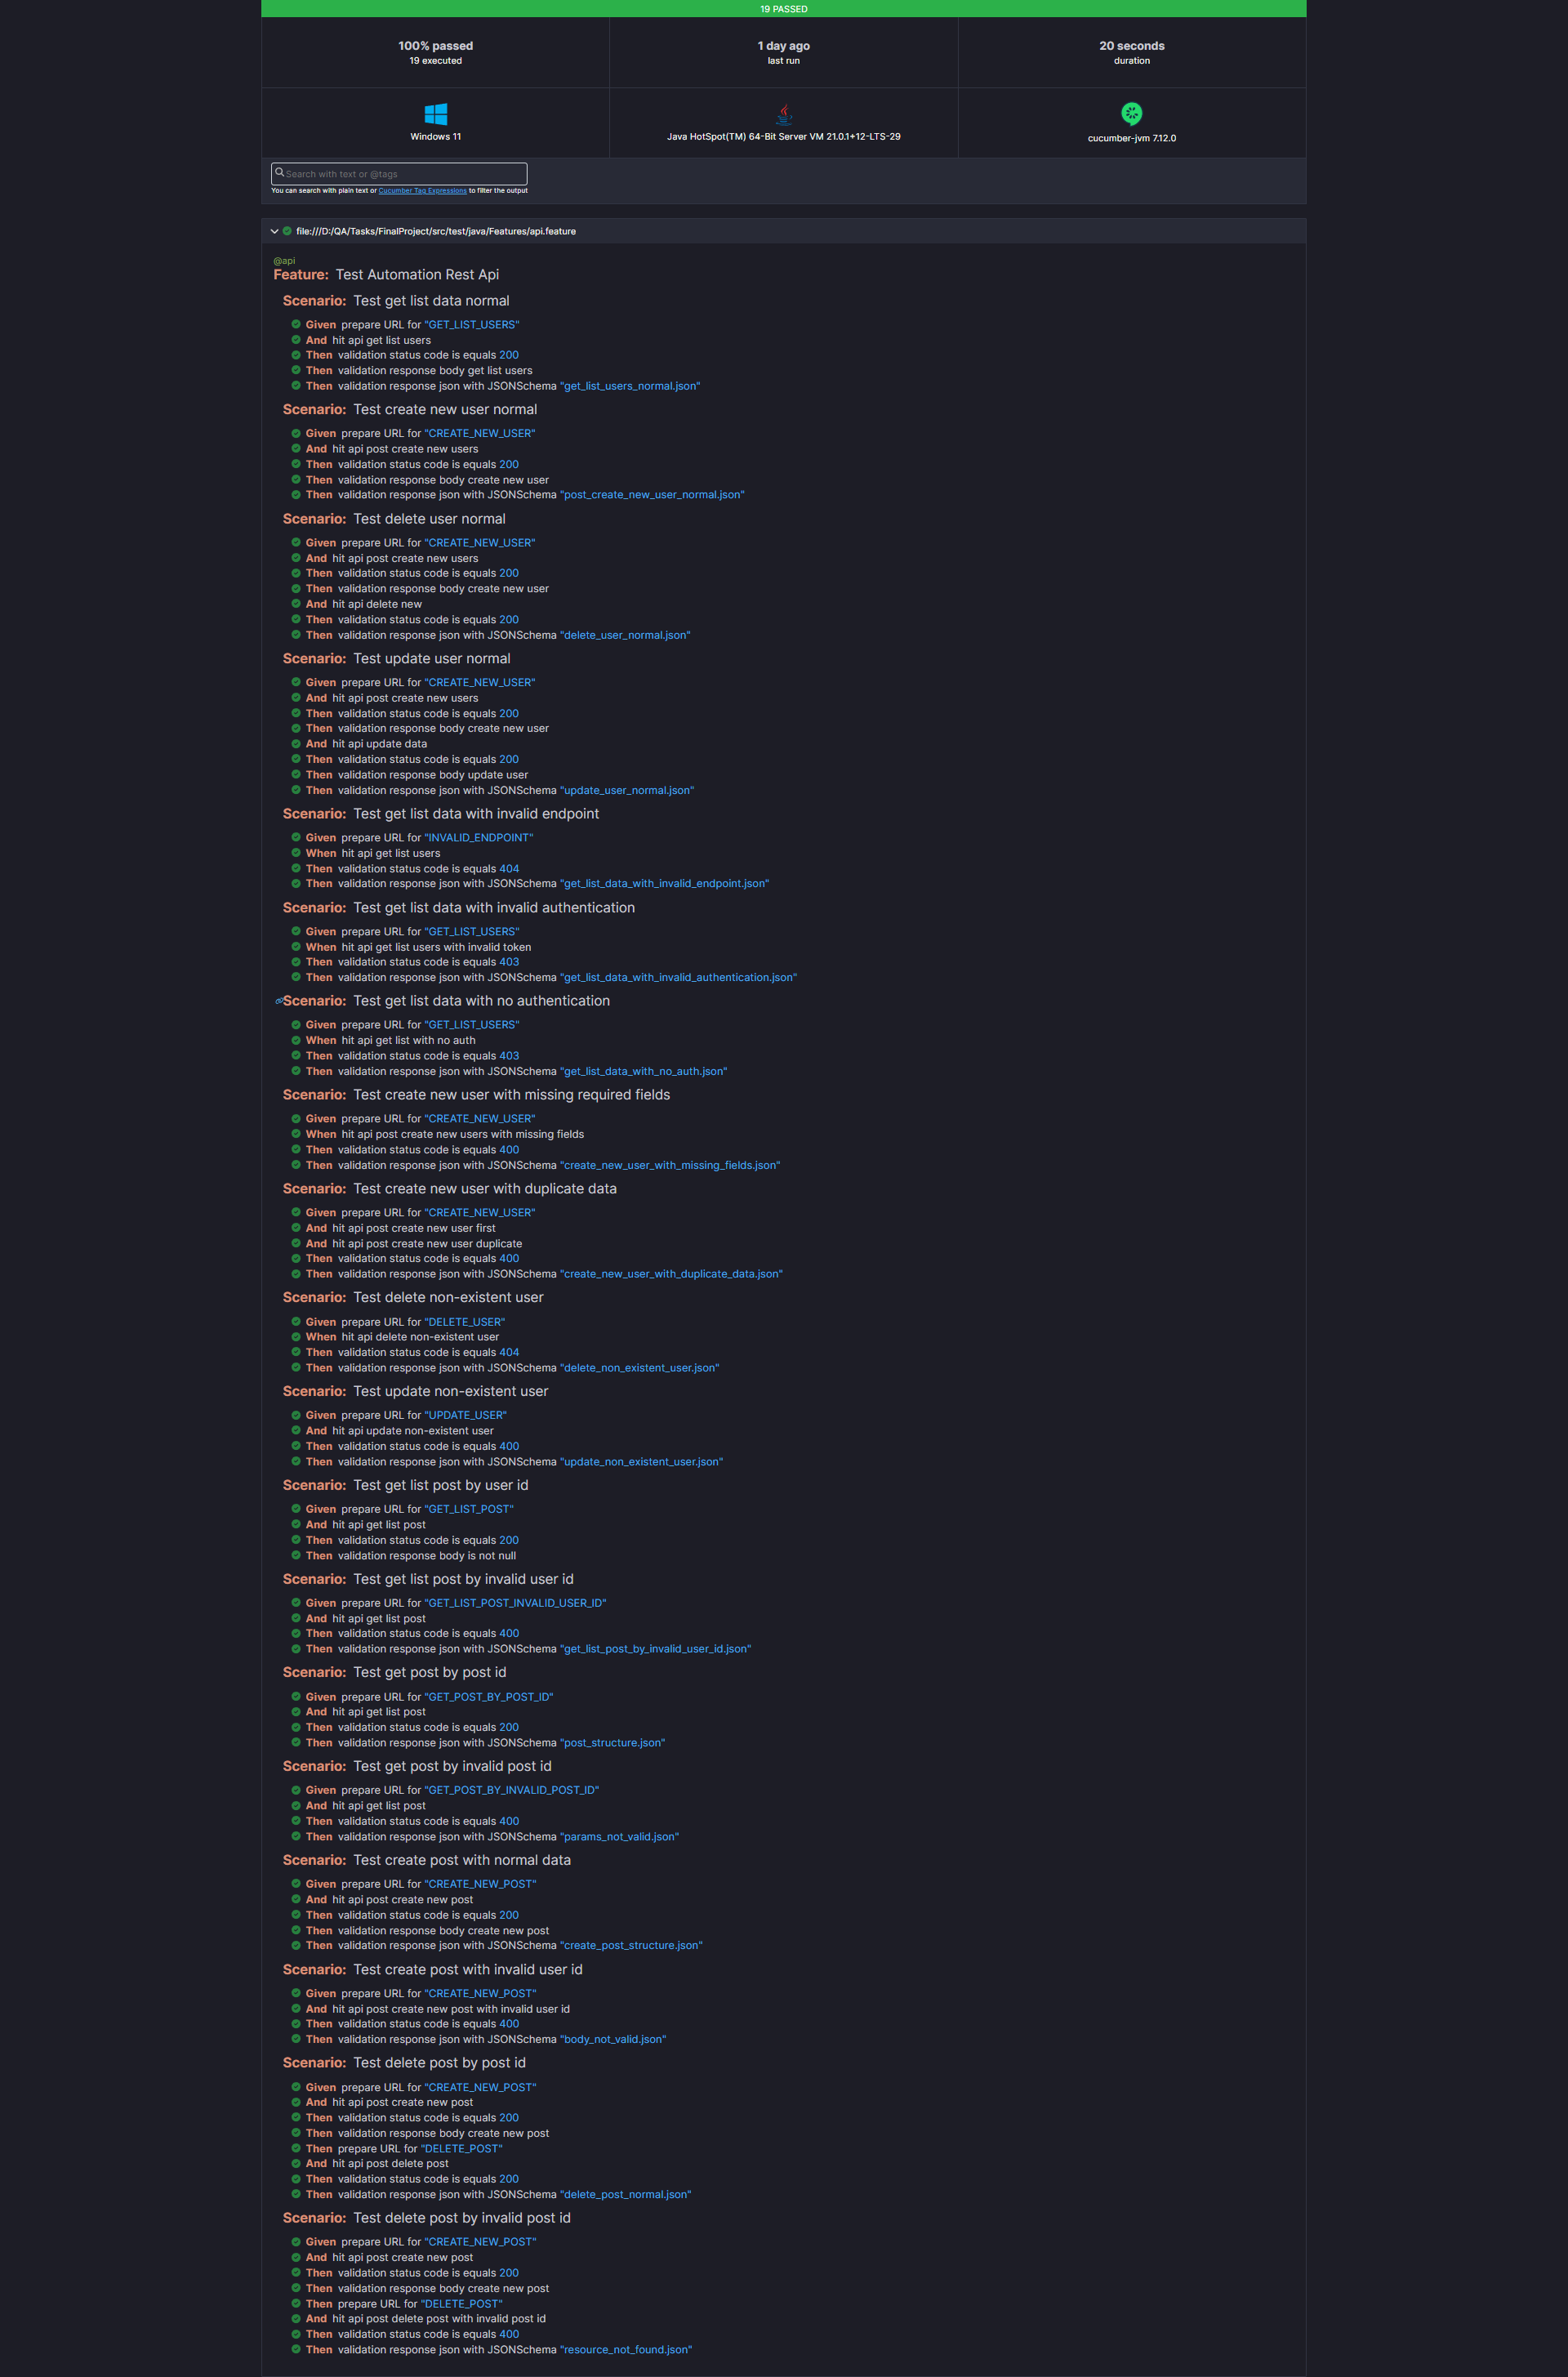 19 PASSED
100% passed
19 executed
1 day ago
last run
20 seconds
duration
Windows 11
Java HotSpot(TM) 64-Bit Server VM 21.0.1+12-LTS-29
cucumber-jvm 7.12.0
Search with text or @tags
You can search with plain text or Cucumber Tag Expressions to filter the output
file:///D:/QA/Tasks/FinalProject/src/test/java/Features/api.feature
@api
Feature: Test Automation Rest Api
Scenario: Test get list data normal
Given prepare URL for "GET_LIST_USERS"
And hit api get list users
Then validation status code is equals 200
Then validation response body get list users
Then validation response json with JSONSchema "get_list_users_normal.json"
Scenario: Test create new user normal
Given prepare URL for "CREATE_NEW_USER"
And hit api post create new users
Then validation status code is equals 200
Then validation response body create new user
Then validation response json with JSONSchema "post_create_new_user_normal.json"
Scenario: Test delete user normal
Given prepare URL for "CREATE_NEW_USER"
And hit api post create new users
Then validation status code is equals 200
Then validation response body create new user
And hit api delete new
Then validation status code is equals 200
Then validation response json with JSONSchema "delete_user_normal.json"
Scenario: Test update user normal
Given prepare URL for "CREATE_NEW_USER"
And hit api post create new users
Then validation status code is equals 200
Then validation response body create new user
And hit api update data
Then validation status code is equals 200
Then validation response body update user
Then validation response json with JSONSchema "update_user_normal.json"
Scenario: Test get list data with invalid endpoint
Given prepare URL for "INVALID_ENDPOINT"
When hit api get list users
Then validation status code is equals 404
Then validation response json with JSONSchema "get_list_data_with_invalid_endpoint.json"
Scenario: Test get list data with invalid authentication
Given prepare URL for "GET_LIST_USERS"
When hit api get list users with invalid token
Then validation status code is equals 403
Then validation response json with JSONSchema "get_list_data_with_invalid_authentication.json"
Scenario: Test get list data with no authentication
Given prepare URL for "GET_LIST_USERS"
When hit api get list with no auth
Then validation status code is equals 403
Then validation response json with JSONSchema "get_list_data_with_no_auth.json"
Scenario: Test create new user with missing required fields
Given prepare URL for "CREATE_NEW_USER"
When hit api post create new users with missing fields
Then validation status code is equals 400
Then validation response json with JSONSchema "create_new_user_with_missing_fields.json"
Scenario: Test create new user with duplicate data
Given prepare URL for "CREATE_NEW_USER"
And hit api post create new user first
And hit api post create new user duplicate
Then validation status code is equals 400
Then validation response json with JSONSchema "create_new_user_with_duplicate_data.json"
Scenario: Test delete non-existent user
Given prepare URL for "DELETE_USER"
When hit api delete non-existent user
Then validation status code is equals 404
Then validation response json with JSONSchema "delete_non_existent_user.json"
Scenario: Test update non-existent user
Given prepare URL for "UPDATE_USER"
And hit api update non-existent user
Then validation status code is equals 400
Then validation response json with JSONSchema "update_non_existent_user.json"
Scenario: Test get list post by user id
Given prepare URL for "GET_LIST_POST"
And hit api get list post
Then validation status code is equals 200
Then validation response body is not null
Scenario: Test get list post by invalid user id
Given prepare URL for "GET_LIST_POST_INVALID_USER_ID"
And hit api get list post
Then validation status code is equals 400
Then validation response json with JSONSchema "get_list_post_by_invalid_user_id.json"
Scenario: Test get post by post id
Given prepare URL for "GET_POST_BY_POST_ID"
And hit api get list post
Then validation status code is equals 200
Then validation response json with JSONSchema "post_structure.json"
Scenario: Test get post by invalid post id
Given prepare URL for "GET_POST_BY_INVALID_POST_ID"
And hit api get list post
Then validation status code is equals 400
Then validation response json with JSONSchema "params_not_valid.json"
Scenario: Test create post with normal data
Given prepare URL for "CREATE_NEW_POST"
And hit api post create new post
Then validation status code is equals 200
Then validation response body create new post
Then validation response json with JSONSchema "create_post_structure.json"
Scenario: Test create post with invalid user id
Given prepare URL for "CREATE_NEW_POST"
And hit api post create new post with invalid user id
Then validation status code is equals 400
Then validation response json with JSONSchema "body_not_valid.json"
Scenario: Test delete post by post id
Given prepare URL for "CREATE_NEW_POST"
And hit api post create new post
Then validation status code is equals 200
Then validation response body create new post
Then prepare URL for "DELETE_POST"
And hit api post delete post
Then validation status code is equals 200
Then validation response json with JSONSchema "delete_post_normal.json"
Scenario: Test delete post by invalid post id
Given prepare URL for "CREATE_NEW_POST"
And hit api post create new post
Then validation status code is equals 200
Then validation response body create new post
Then prepare URL for "DELETE_POST"
And hit api post delete post with invalid post id
Then validation status code is equals 400
Then validation response json with JSONSchema "resource_not_found.json"